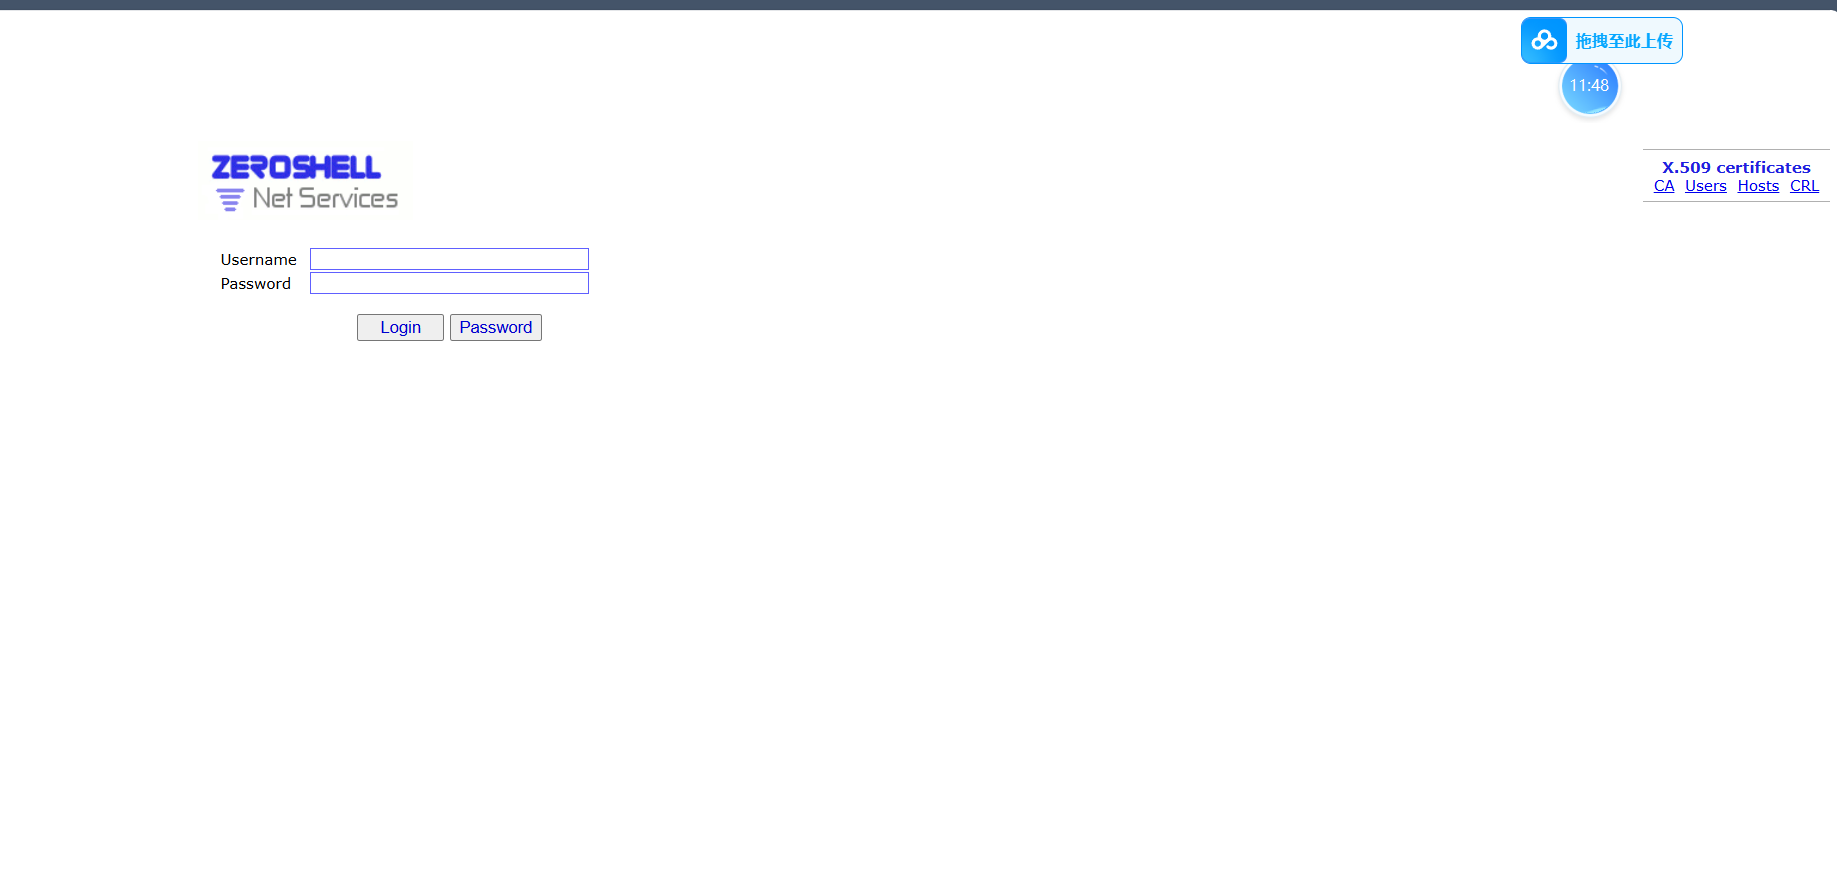 拖拽至此上传
11:48
ZEROSHELL
Net Services
X.509 certificates
CA Users Hosts CRL
Username
Password
Login Password